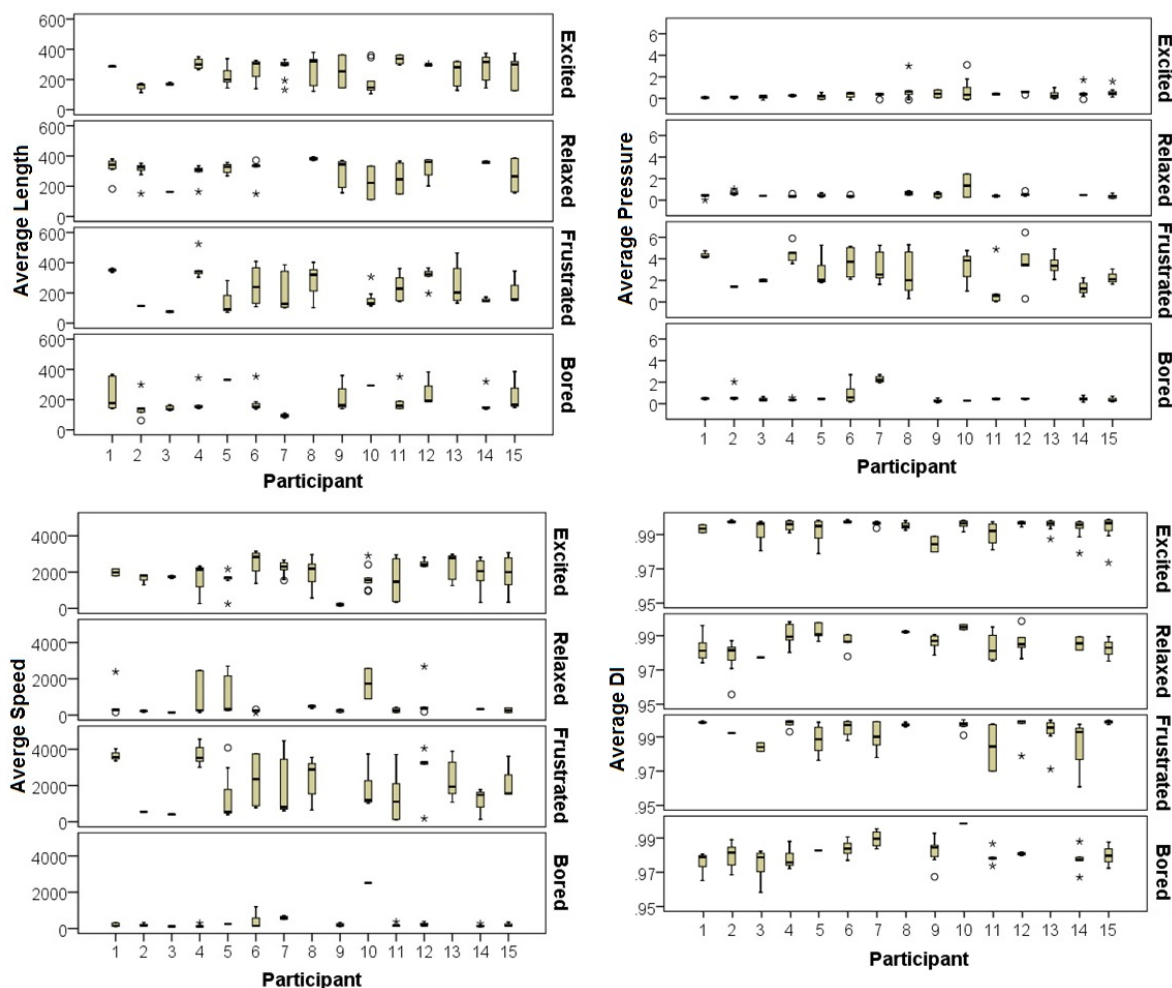 Average Length
600
400
200
0
Excited
600
400
200
0
Relaxed
600
400
200
0
Frustrated
600
400
200
0
Bored
1 2 3 4 5 6 7 8 9 10 11 12 13 14 15
Participant
Average Pressure
6
4
2
0
Excited
6
4
2
0
Relaxed
6
4
2
0
Frustrated
6
4
2
0
Bored
1 2 3 4 5 6 7 8 9 10 11 12 13 14 15
Participant
Averge Speed
4000
2000
0
Excited
4000
2000
0
Relaxed
4000
2000
0
Frustrated
4000
2000
0
Bored
1 2 3 4 5 6 7 8 9 10 11 12 13 14 15
Participant
Average DI
.99
.97
.95
Excited
.99
.97
.95
Relaxed
.99
.97
.95
Frustrated
.99
.97
.95
Bored
1 2 3 4 5 6 7 8 9 10 11 12 13 14 15
Participant